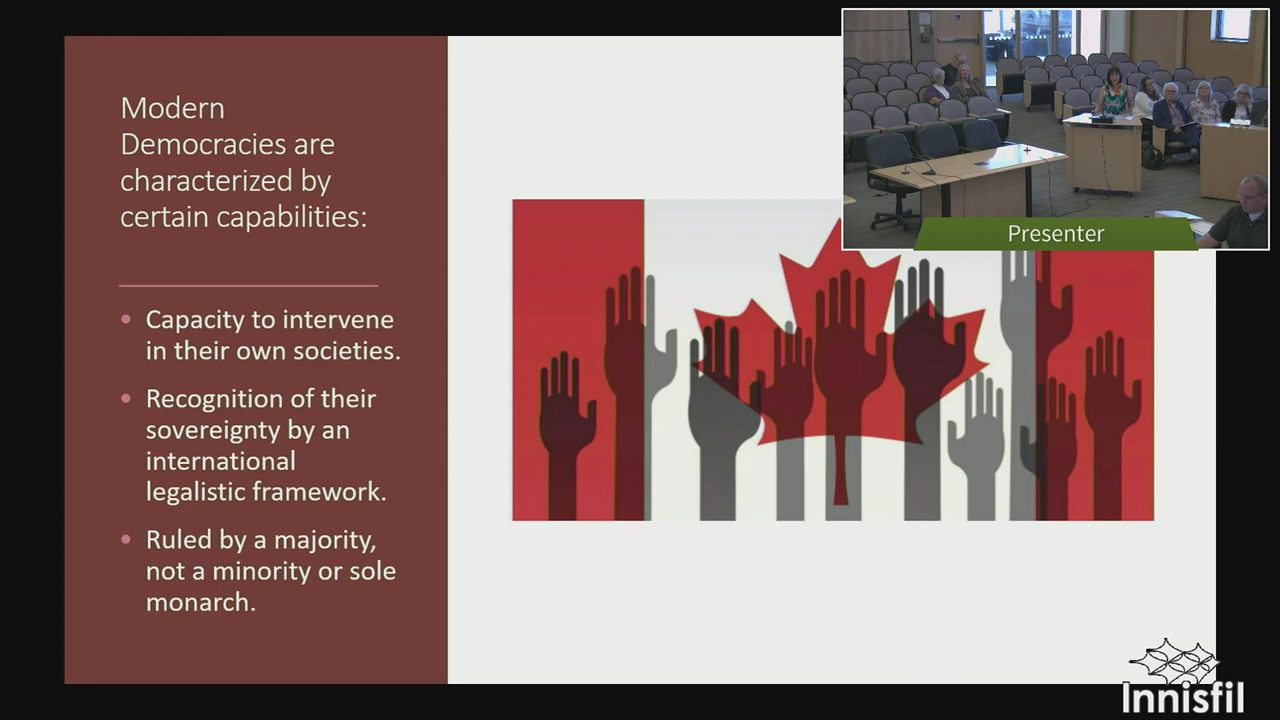 Modern
Democracies are
characterized by
certain capabilities:
• Capacity to intervene
in their own societies.
• Recognition of their
sovereignty by an
international
legalistic framework.
• Ruled by a majority,
not a minority or sole
monarch.
Presenter
Innisfil